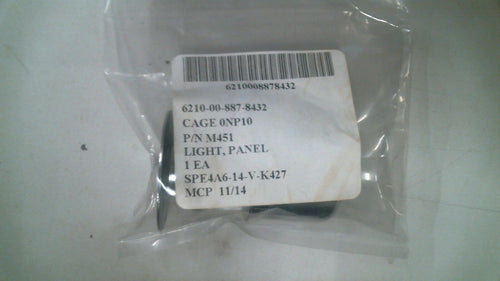 6210008878432
6210-00-887-8432
CAGE 0NP10
P/N M451
LIGHT, PANEL
1 EA
SPE4A6-14-V-K427
MCP 11/14